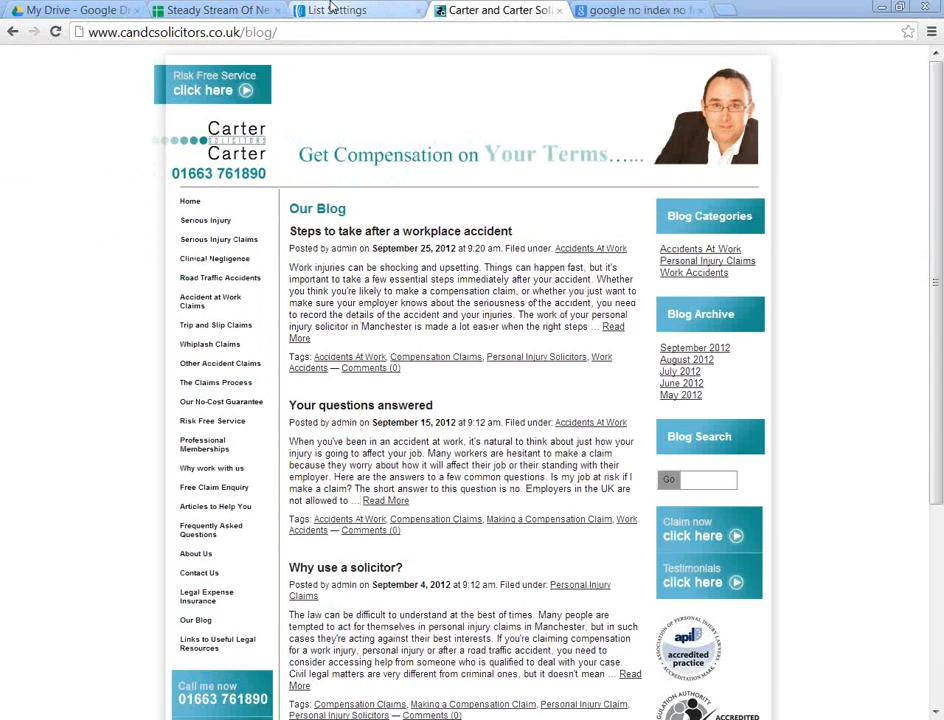 My Drive - Google D
Steady Stream Of Ne
List Settings
Carter and Carter Soli
google no index no f
www.candcsolicitors.co.uk/blog/
Risk Free Service
click here
Carter
SOLICITORS
Carter
01663 761890
Get Compensation on Your Terms…...
Home
Serious Injury
Serious Injury Claims
Clinical Negligence
Road Traffic Accidents
Accident at Work
Claims
Trip and Slip Claims
Whiplash Claims
Other Accident Claims
The Claims Process
Our No-Cost Guarantee
Risk Free Service
Professional
Memberships
Why work with us
Free Claim Enquiry
Articles to Help You
Frequently Asked
Questions
About Us
Contact Us
Legal Expense
Insurance
Our Blog
Links to Useful Legal
Resources
Call me now
01663 761890
Our Blog
Steps to take after a workplace accident
Posted by admin on September 25, 2012 at 9:20 am. Filed under: Accidents At Work
Work injuries can be shocking and upsetting. Things can happen fast, but it's
important to take a few essential steps immediately after your accident. Whether
you think you're likely to make a compensation claim, or whether you just want to
make sure your employer knows about the seriousness of the accident, you need
to record the details of the accident and your injuries. The work of your personal
injury solicitor in Manchester is made a lot easier when the right steps ... Read
More
Tags: Accidents At Work, Compensation Claims, Personal Injury Solicitors, Work
Accidents — Comments (0)
Your questions answered
Posted by admin on September 15, 2012 at 9:12 am. Filed under: Accidents At Work
When you've been in an accident at work, it's natural to think about just how your
injury is going to affect your job. Many workers are hesitant to make a claim
because they worry about how it will affect their job or their standing with their
employer. Here are the answers to a few common questions. Is my job at risk if I
make a claim? The short answer to this question is no. Employers in the UK are
not allowed to ... Read More
Tags: Accidents At Work, Compensation Claims, Making a Compensation Claim, Work
Accidents — Comments (0)
Why use a solicitor?
Posted by admin on September 4, 2012 at 9:12 am. Filed under: Personal Injury
Claims
The law can be difficult to understand at the best of times. Many people are
tempted to act for themselves in personal injury claims in Manchester, but in such
cases they're acting against their best interests. If you're claiming compensation
for a work injury, personal injury or after a road traffic accident, you need to
consider accessing help from someone who is qualified to deal with your case.
Civil legal matters are very different from criminal ones, but it doesn't mean ... Read
More
Tags: Compensation Claims, Making a Compensation Claim, Personal Injury Claim,
Personal Injury Solicitors — Comments (0)
Blog Categories
Accidents At Work
Personal Injury Claims
Work Accidents
Blog Archive
September 2012
August 2012
July 2012
June 2012
May 2012
Blog Search
Go
Claim now
click here
Testimonials
click here
ASSOCIATION OF PERSONAL INJURY LAWYERS
apil
accredited
practice
ACCREDITATION MARK
ACCREDITED